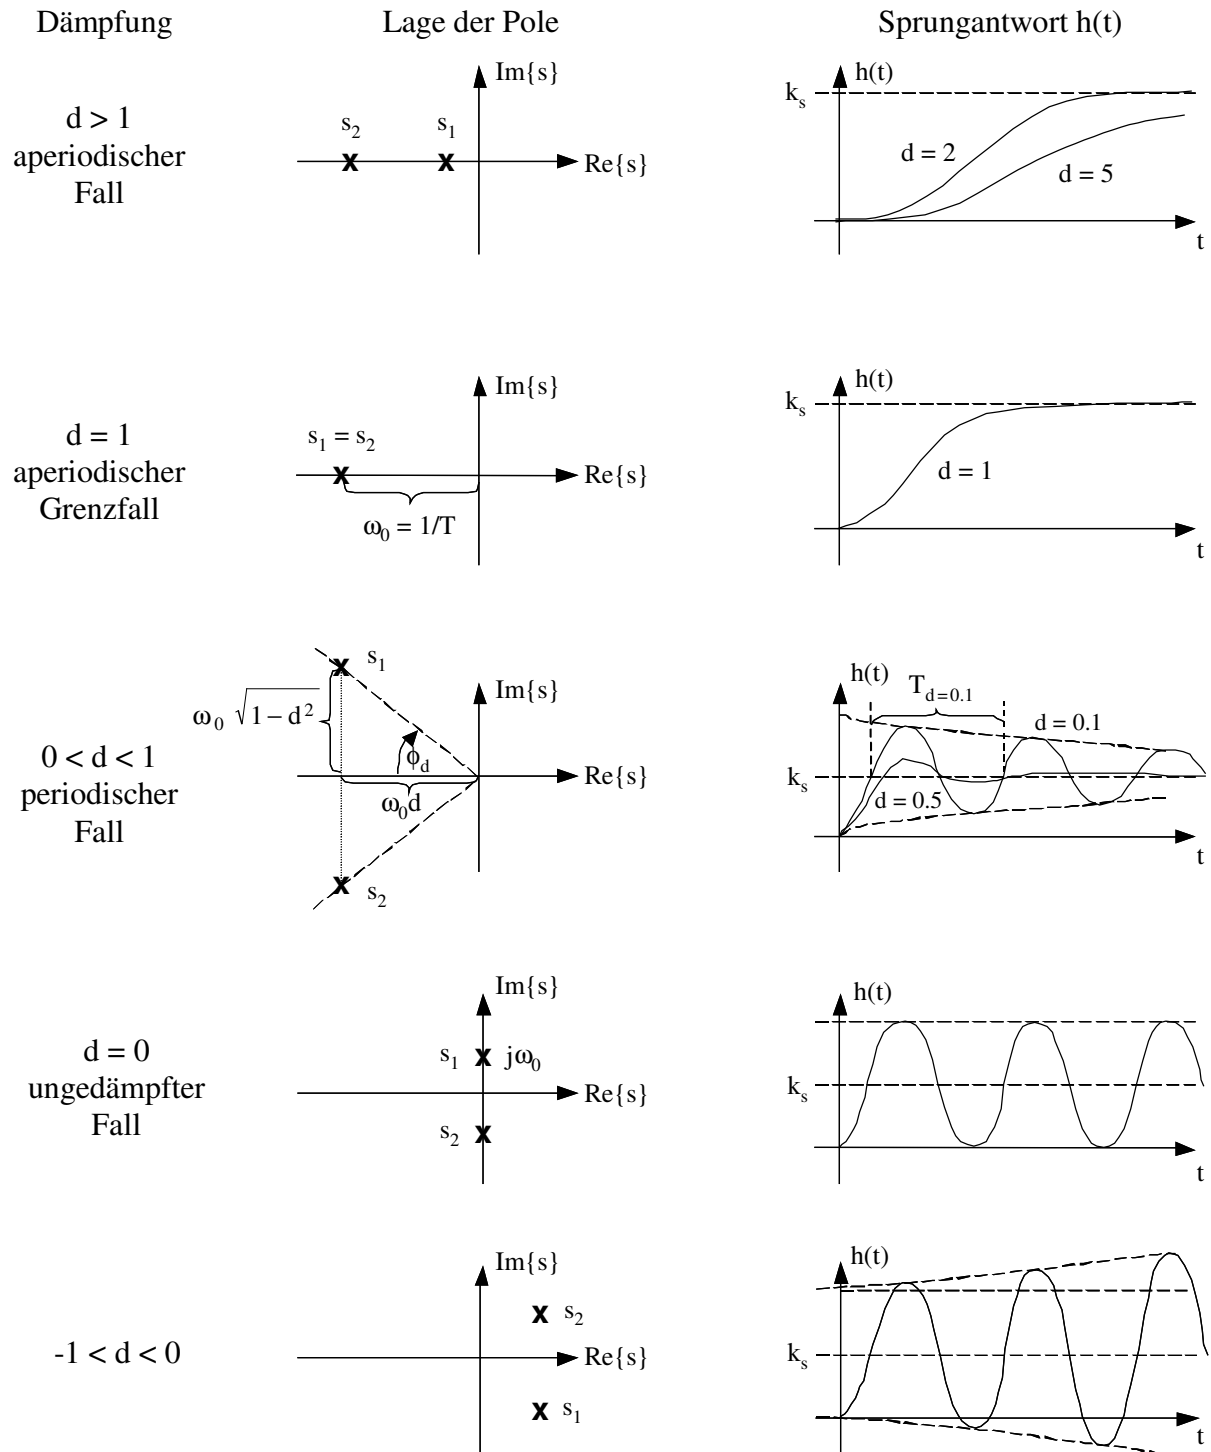 Dämpfung Lage der Pole Sprungantwort h(t)
d > 1
aperiodischer
Fall
Im{s}
s₂ s₁
Re{s}
h(t)
kₛ
d = 2
d = 5
t
d = 1
aperiodischer
Grenzfall
Im{s}
s₁ = s₂
Re{s}
ω₀ = 1/T
h(t)
kₛ
d = 1
t
0 < d < 1
periodischer
Fall
s₁
Im{s}
ω₀ √1 − d²
ϕ_d
Re{s}
ω₀d
s₂
h(t)
T_d=0.1
d = 0.1
kₛ
d = 0.5
t
d = 0
ungedämpfter
Fall
Im{s}
s₁ jω₀
Re{s}
s₂
h(t)
kₛ
t
-1 < d < 0
Im{s}
s₂
Re{s}
s₁
h(t)
kₛ
t